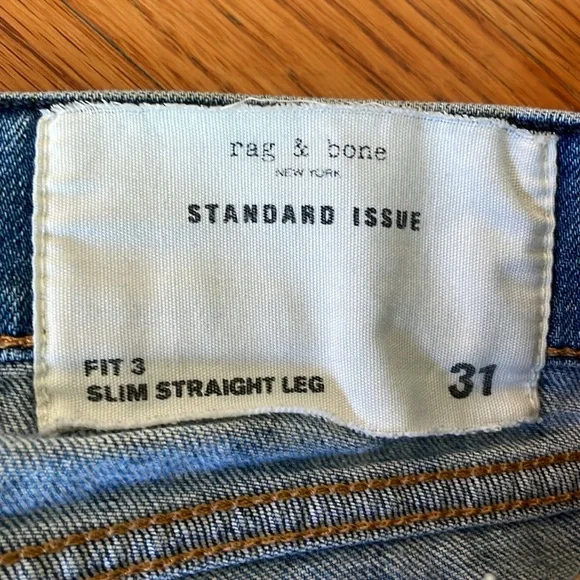 rag & bone
NEW YORK
STANDARD ISSUE
FIT 3
SLIM STRAIGHT LEG
31